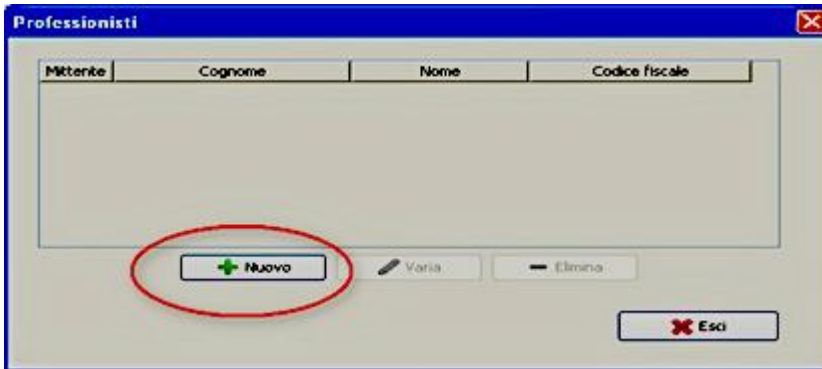 Professionisti
Mittente Cognome Nome Codice fiscale
Nuovo Varia Elimina
Esci